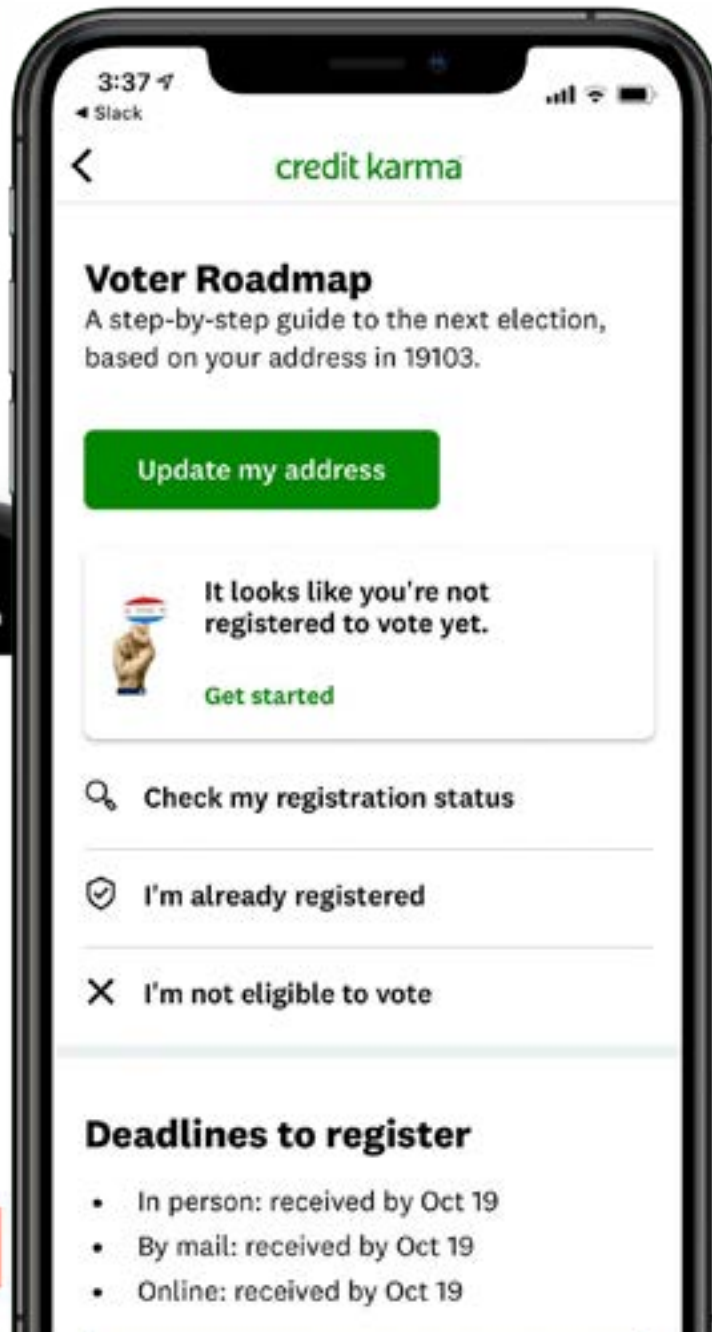 3:37
Slack
credit karma
Voter Roadmap
A step-by-step guide to the next election,
based on your address in 19103.
Update my address
It looks like you're not
registered to vote yet.
Get started
Check my registration status
I'm already registered
I'm not eligible to vote
Deadlines to register
• In person: received by Oct 19
• By mail: received by Oct 19
• Online: received by Oct 19